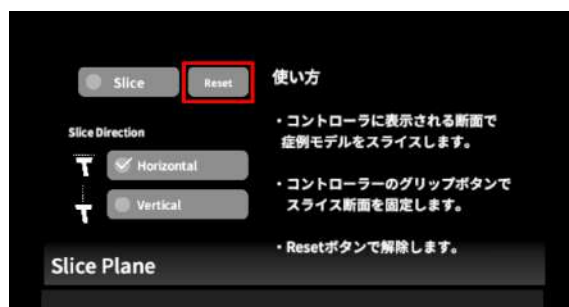 Slice
Reset
Slice Direction
Horizontal
Vertical
使い方
・コントローラに表示される断面で
症例モデルをスライスします。
・コントローラーのグリップボタンで
スライス断面を固定します。
・Resetボタンで解除します。
Slice Plane